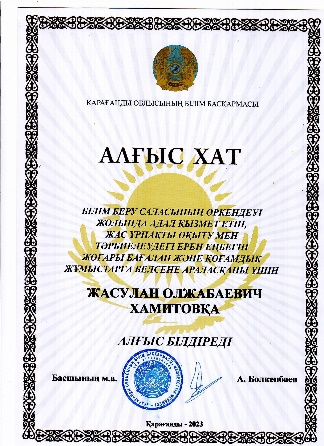 ҚАРАҒАНДЫ ОБЛЫСЫНЫҢ БІЛІМ БАСҚАРМАСЫ
АЛҒЫС ХАТ
БІЛІМ БЕРУ САЛАСЫНЫҢ ӨРКЕНДЕУІ
ЖОЛЫНДА АДАЛ ҚЫЗМЕТ ЕТІП,
ЖАС ҰРПАҚТЫ ОҚЫТУ МЕН
ТӘРБИЕЛЕУДЕГІ ЕРЕН ЕҢБЕГІН
ЖОҒАРЫ БАҒАЛАП ЖӘНЕ ҚОҒАМДЫҚ
ЖҰМЫСТАРҒА БЕЛСЕНЕ АРАЛАСҚАНЫ ҮШІН
ЖАСУЛАН ОЛЖАБАЕВИЧ
ХАМИТОВҚА
АЛҒЫС БІЛДІРЕДІ
Басшының м.а. А. Болкенбаев
Қарағанды - 2023